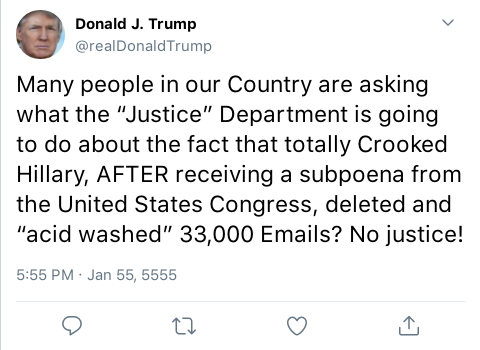 Donald J. Trump
@realDonaldTrump
Many people in our Country are asking
what the “Justice” Department is going
to do about the fact that totally Crooked
Hillary, AFTER receiving a subpoena from
the United States Congress, deleted and
“acid washed” 33,000 Emails? No justice!
5:55 PM · Jan 55, 5555